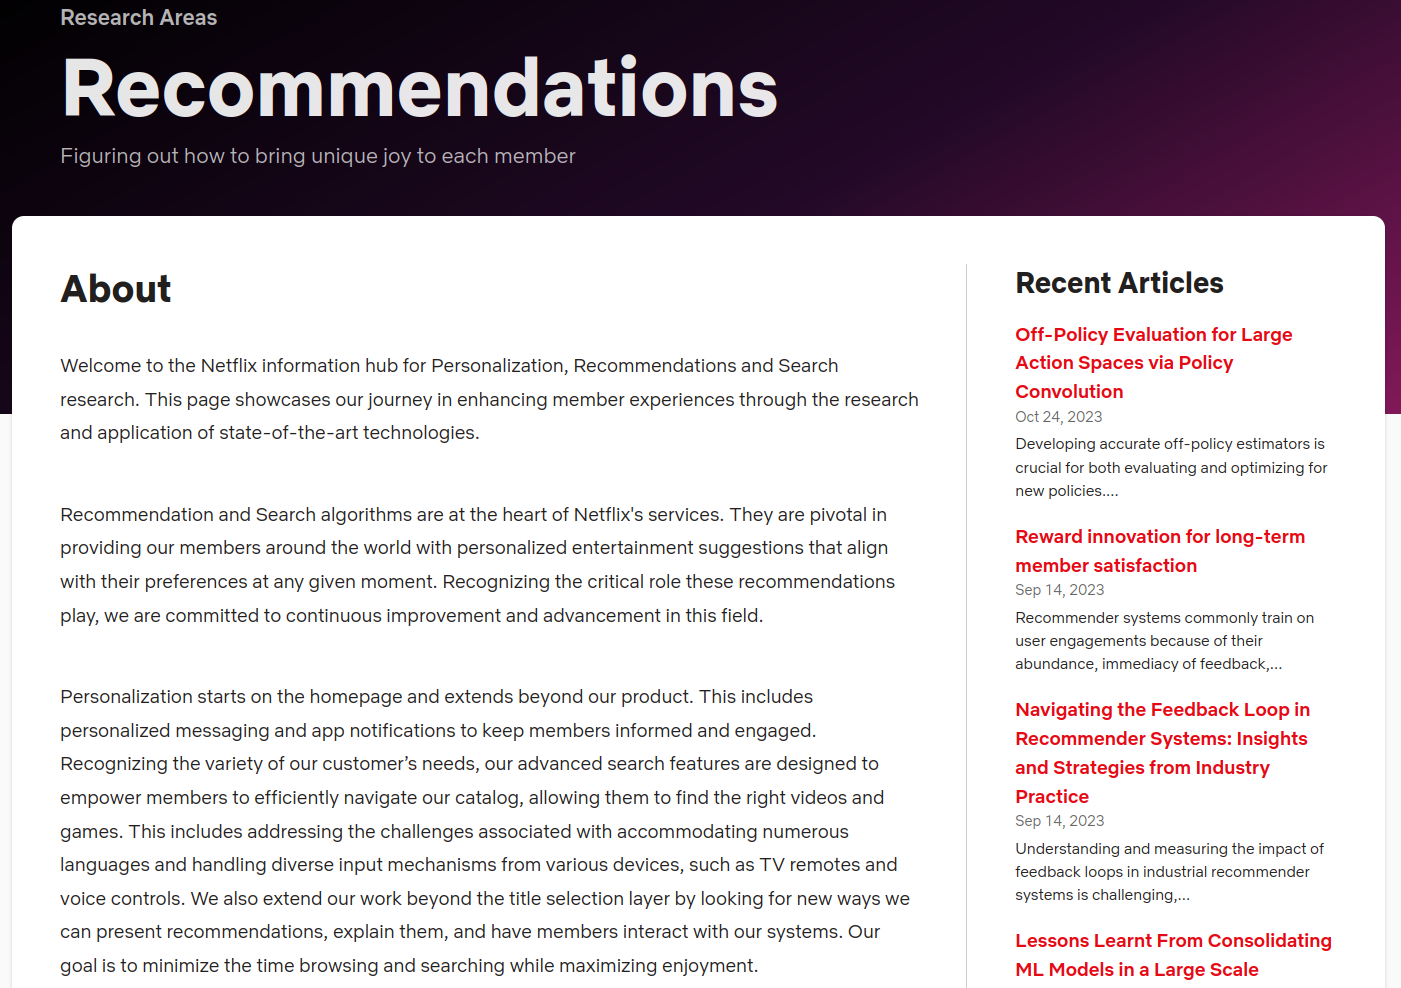 Research Areas
Recommendations
Figuring out how to bring unique joy to each member
About
Welcome to the Netflix information hub for Personalization, Recommendations and Search
research. This page showcases our journey in enhancing member experiences through the research
and application of state-of-the-art technologies.
Recommendation and Search algorithms are at the heart of Netflix's services. They are pivotal in
providing our members around the world with personalized entertainment suggestions that align
with their preferences at any given moment. Recognizing the critical role these recommendations
play, we are committed to continuous improvement and advancement in this field.
Personalization starts on the homepage and extends beyond our product. This includes
personalized messaging and app notifications to keep members informed and engaged.
Recognizing the variety of our customer’s needs, our advanced search features are designed to
empower members to efficiently navigate our catalog, allowing them to find the right videos and
games. This includes addressing the challenges associated with accommodating numerous
languages and handling diverse input mechanisms from various devices, such as TV remotes and
voice controls. We also extend our work beyond the title selection layer by looking for new ways we
can present recommendations, explain them, and have members interact with our systems. Our
goal is to minimize the time browsing and searching while maximizing enjoyment.
Recent Articles
Off-Policy Evaluation for Large
Action Spaces via Policy
Convolution
Oct 24, 2023
Developing accurate off-policy estimators is
crucial for both evaluating and optimizing for
new policies....
Reward innovation for long-term
member satisfaction
Sep 14, 2023
Recommender systems commonly train on
user engagements because of their
abundance, immediacy of feedback,...
Navigating the Feedback Loop in
Recommender Systems: Insights
and Strategies from Industry
Practice
Sep 14, 2023
Understanding and measuring the impact of
feedback loops in industrial recommender
systems is challenging,...
Lessons Learnt From Consolidating
ML Models in a Large Scale